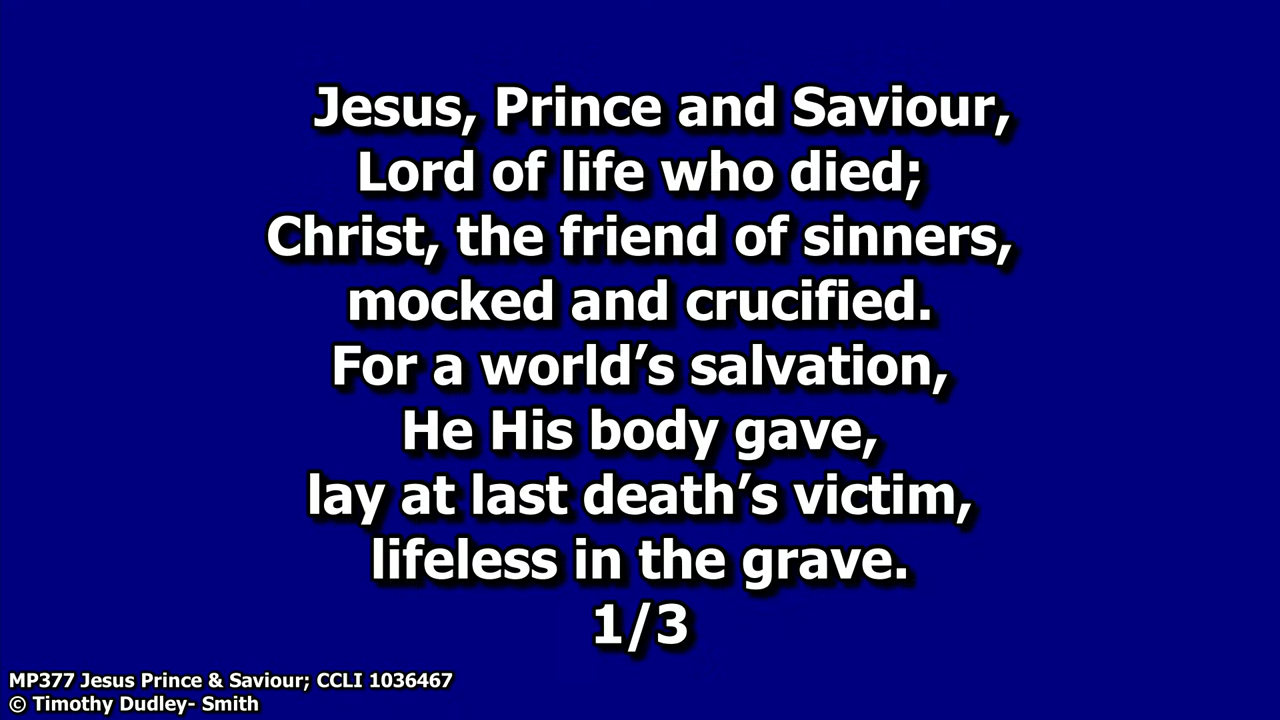 Jesus, Prince and Saviour,
Lord of life who died;
Christ, the friend of sinners,
mocked and crucified.
For a world’s salvation,
He His body gave,
lay at last death’s victim,
lifeless in the grave.
1/3
MP377 Jesus Prince & Saviour; CCLI 1036467
© Timothy Dudley- Smith